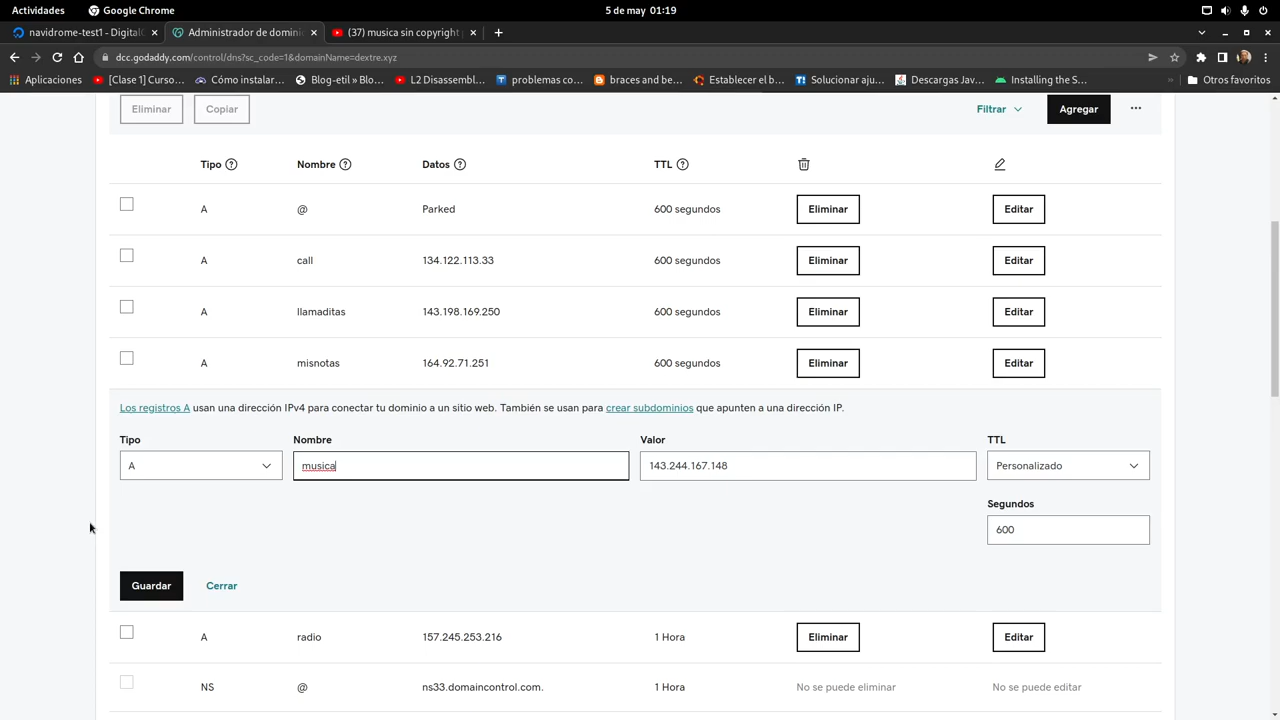 Actividades
Google Chrome
5 de may 01:19
navidrome-test1 - Digital
Administrador de dominio
(37) musica sin copyright
dcc.godaddy.com/control/dns?sc_code=1&domainName=dextre.xyz
Aplicaciones
[Clase 1] Curso...
Cómo instalar...
Blog-etil » Blo...
L2 Disassembl...
problemas co...
braces and be...
Establecer el b...
Solucionar aju...
Descargas Jav...
Installing the S...
»
Otros favoritos
Eliminar
Copiar
Filtrar
Agregar
Tipo
Nombre
Datos
TTL
A @ Parked 600 segundos Eliminar Editar
A call 134.122.113.33 600 segundos Eliminar Editar
A llamaditas 143.198.169.250 600 segundos Eliminar Editar
A misnotas 164.92.71.251 600 segundos Eliminar Editar
Los registros A usan una dirección IPv4 para conectar tu dominio a un sitio web. También se usan para crear subdominios que apunten a una dirección IP.
Tipo Nombre Valor TTL
A musica 143.244.167.148 Personalizado
Segundos
600
Guardar Cerrar
A radio 157.245.253.216 1 Hora Eliminar Editar
NS @ ns33.domaincontrol.com. 1 Hora No se puede eliminar No se puede editar